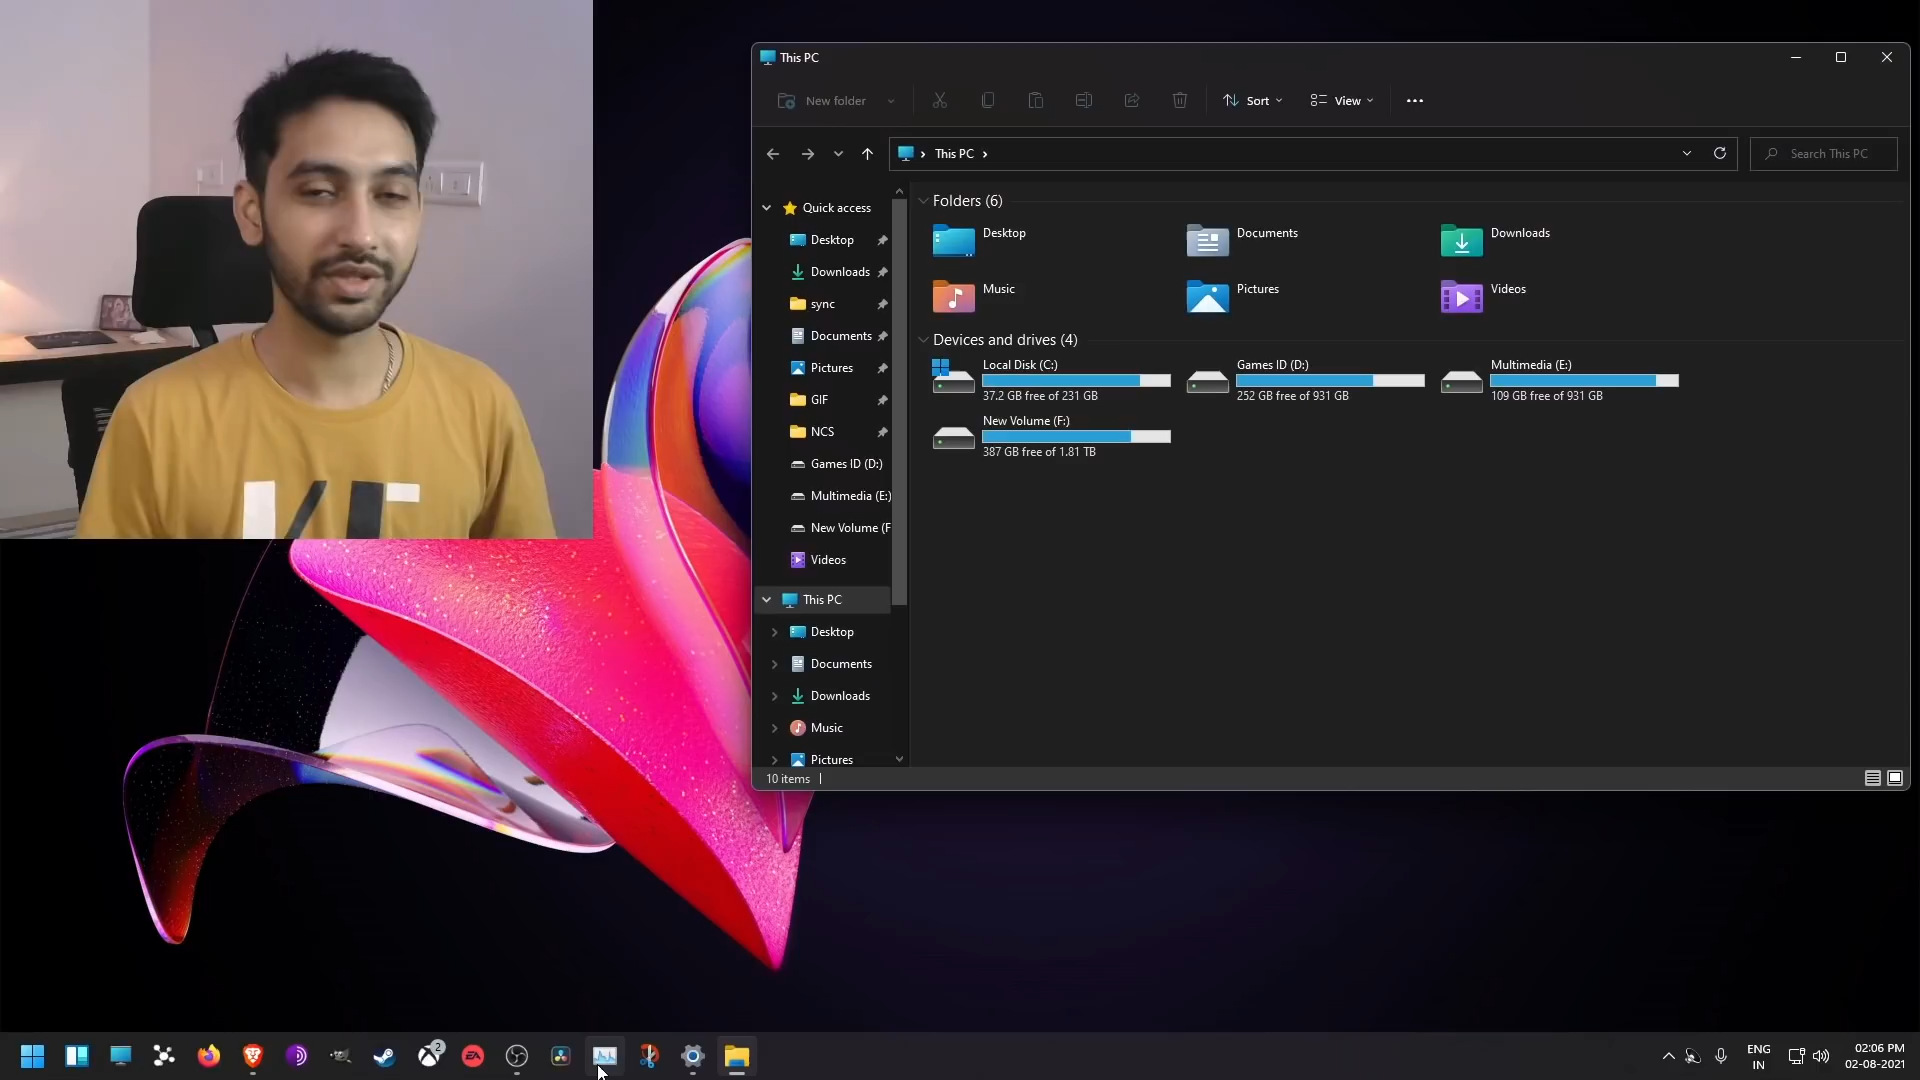 This PC
New folder
Sort
View
This PC
Search This PC
Quick access
Desktop
Downloads
sync
Documents
Pictures
GIF
NCS
Games ID (D:)
Multimedia (E:)
New Volume (F
Videos
This PC
Desktop
Documents
Downloads
Music
Pictures
Folders (6)
Desktop
Documents
Downloads
Music
Pictures
Videos
Devices and drives (4)
Local Disk (C:)
37.2 GB free of 231 GB
Games ID (D:)
252 GB free of 931 GB
Multimedia (E:)
109 GB free of 931 GB
New Volume (F:)
387 GB free of 1.81 TB
10 items
2
EA
ENG
IN
02:06 PM
02-08-2021